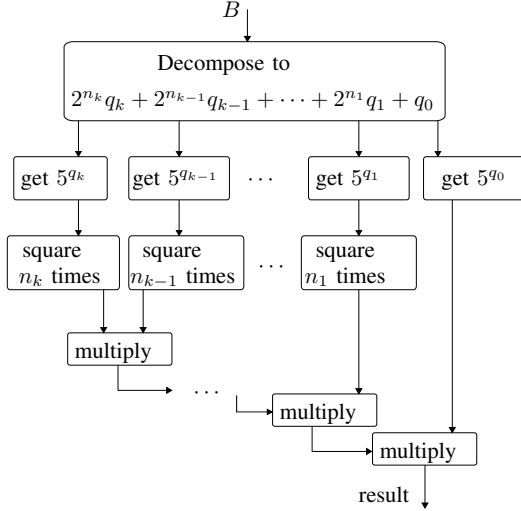 B
Decompose to
2^{n_k}q_k + 2^{n_{k-1}}q_{k-1} + ⋯ + 2^{n_1}q_1 + q_0
get 5^{q_k} get 5^{q_{k-1}} ⋯ get 5^{q_1} get 5^{q_0}
square square square
n_k times n_{k-1} times ⋯ n_1 times
multiply
⋯
multiply
multiply
result